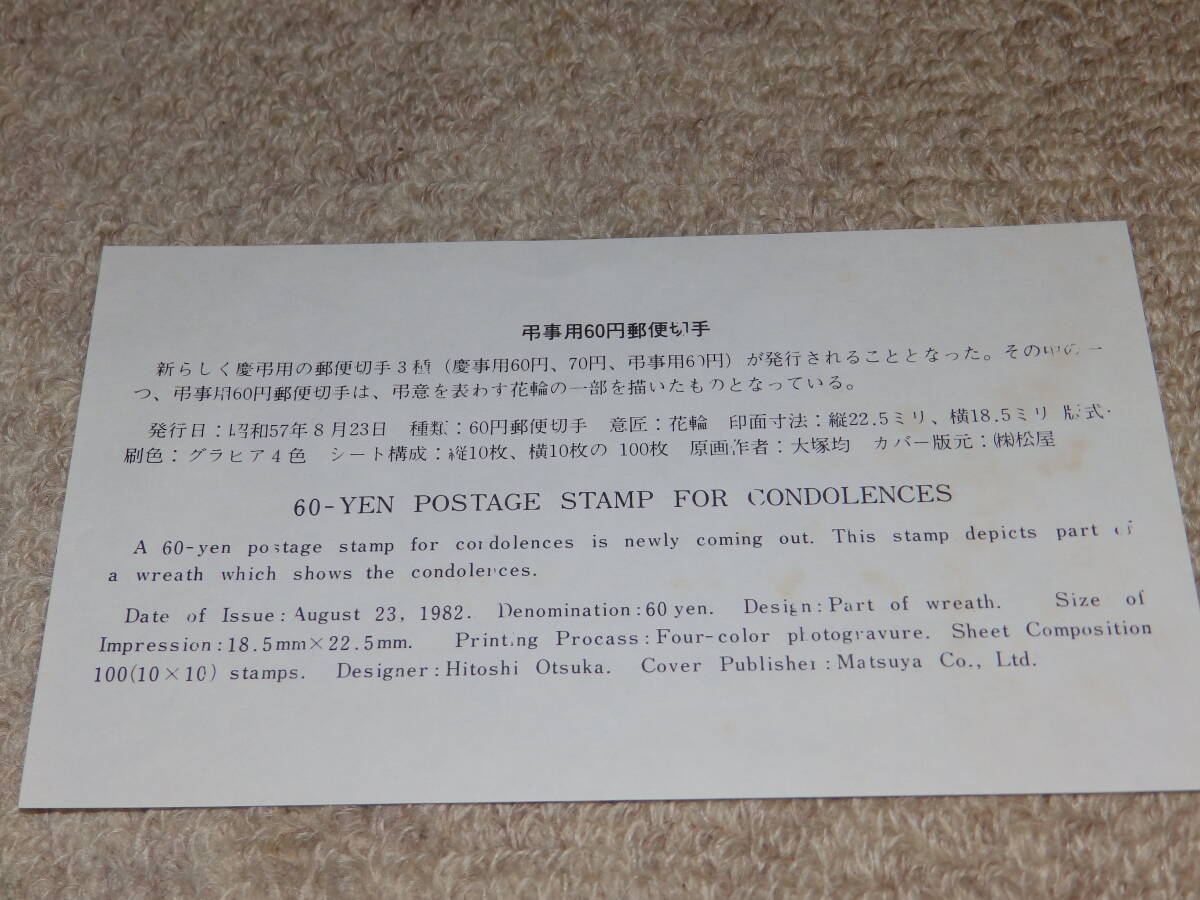 弔事用60円郵便切手
新らしく慶弔用の郵便切手3種（慶事用60円、70円、弔事用60円）が発行されることとなった。その中の一
つ、弔事用60円郵便切手は、弔意を表わす花輪の一部を描いたものとなっている。
発行日：昭和57年8月23日　種類：60円郵便切手　意匠：花輪　印面寸法：縦22.5ミリ、横18.5ミリ　版式・
刷色：グラビア4色　シート構成：縦10枚、横10枚の 100枚　原画作者：大塚均　カバー版元：㈱松屋
60-YEN POSTAGE STAMP FOR CONDOLENCES
A 60-yen postage stamp for condolences is newly coming out. This stamp depicts part of
a wreath which shows the condolences.
Date of Issue: August 23, 1982. Denomination: 60 yen. Design: Part of wreath. Size of
Impression: 18.5mm×22.5mm. Printing Procass: Four-color photogravure. Sheet Composition
100(10×10) stamps. Designer: Hitoshi Otsuka. Cover Publisher: Matsuya Co., Ltd.